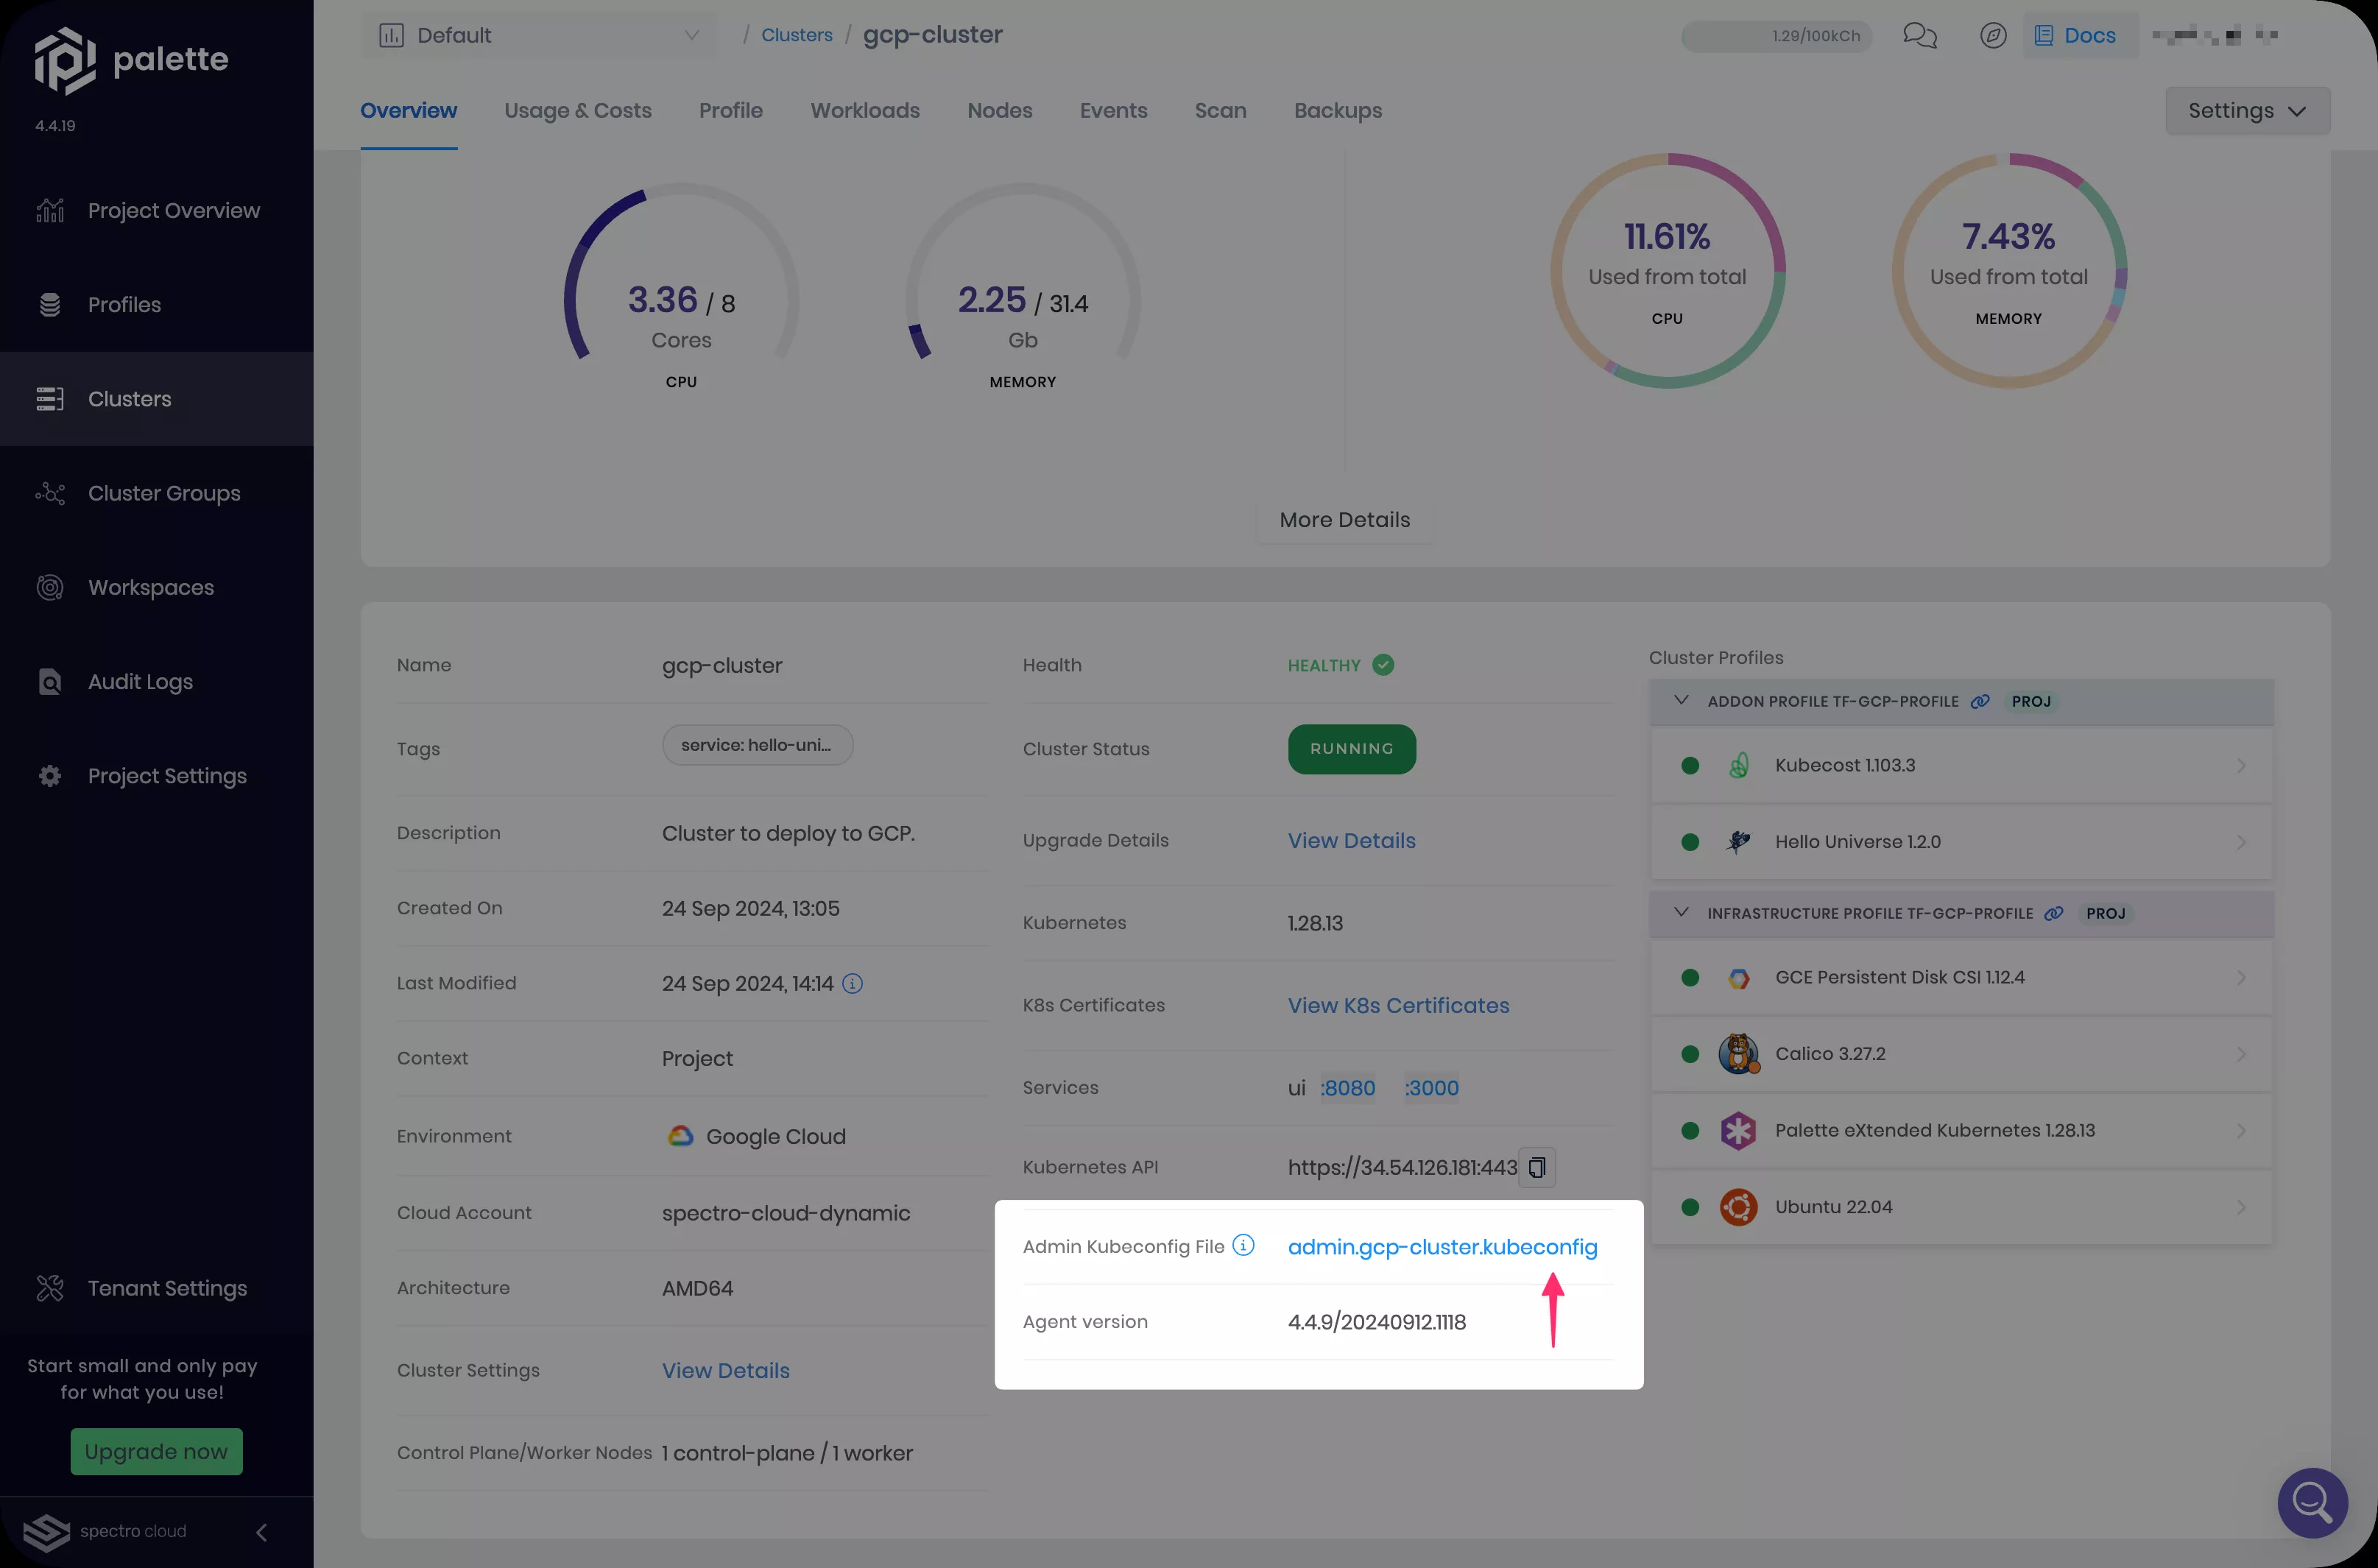 palette
4.4.19
Project Overview
Profiles
Clusters
Cluster Groups
Workspaces
Audit Logs
Project Settings
Tenant Settings
Start small and only pay
for what you use!
Upgrade now
spectro cloud
Default
/ Clusters / gcp-cluster
1.29/100kCh
Docs
Overview Usage & Costs Profile Workloads Nodes Events Scan Backups
Settings
3.36 / 8
Cores
CPU
2.25 / 31.4
Gb
MEMORY
11.61%
Used from total
CPU
7.43%
Used from total
MEMORY
More Details
Name gcp-cluster
Tags service: hello-uni...
Description Cluster to deploy to GCP.
Created On 24 Sep 2024, 13:05
Last Modified 24 Sep 2024, 14:14
Context Project
Environment Google Cloud
Cloud Account spectro-cloud-dynamic
Architecture AMD64
Cluster Settings View Details
Control Plane/Worker Nodes 1 control-plane / 1 worker
Health HEALTHY
Cluster Status RUNNING
Upgrade Details View Details
Kubernetes 1.28.13
K8s Certificates View K8s Certificates
Services ui :8080 :3000
Kubernetes API https://34.54.126.181:443
Admin Kubeconfig File admin.gcp-cluster.kubeconfig
Agent version 4.4.9/20240912.1118
Cluster Profiles
ADDON PROFILE TF-GCP-PROFILE PROJ
Kubecost 1.103.3
Hello Universe 1.2.0
INFRASTRUCTURE PROFILE TF-GCP-PROFILE PROJ
GCE Persistent Disk CSI 1.12.4
Calico 3.27.2
Palette eXtended Kubernetes 1.28.13
Ubuntu 22.04